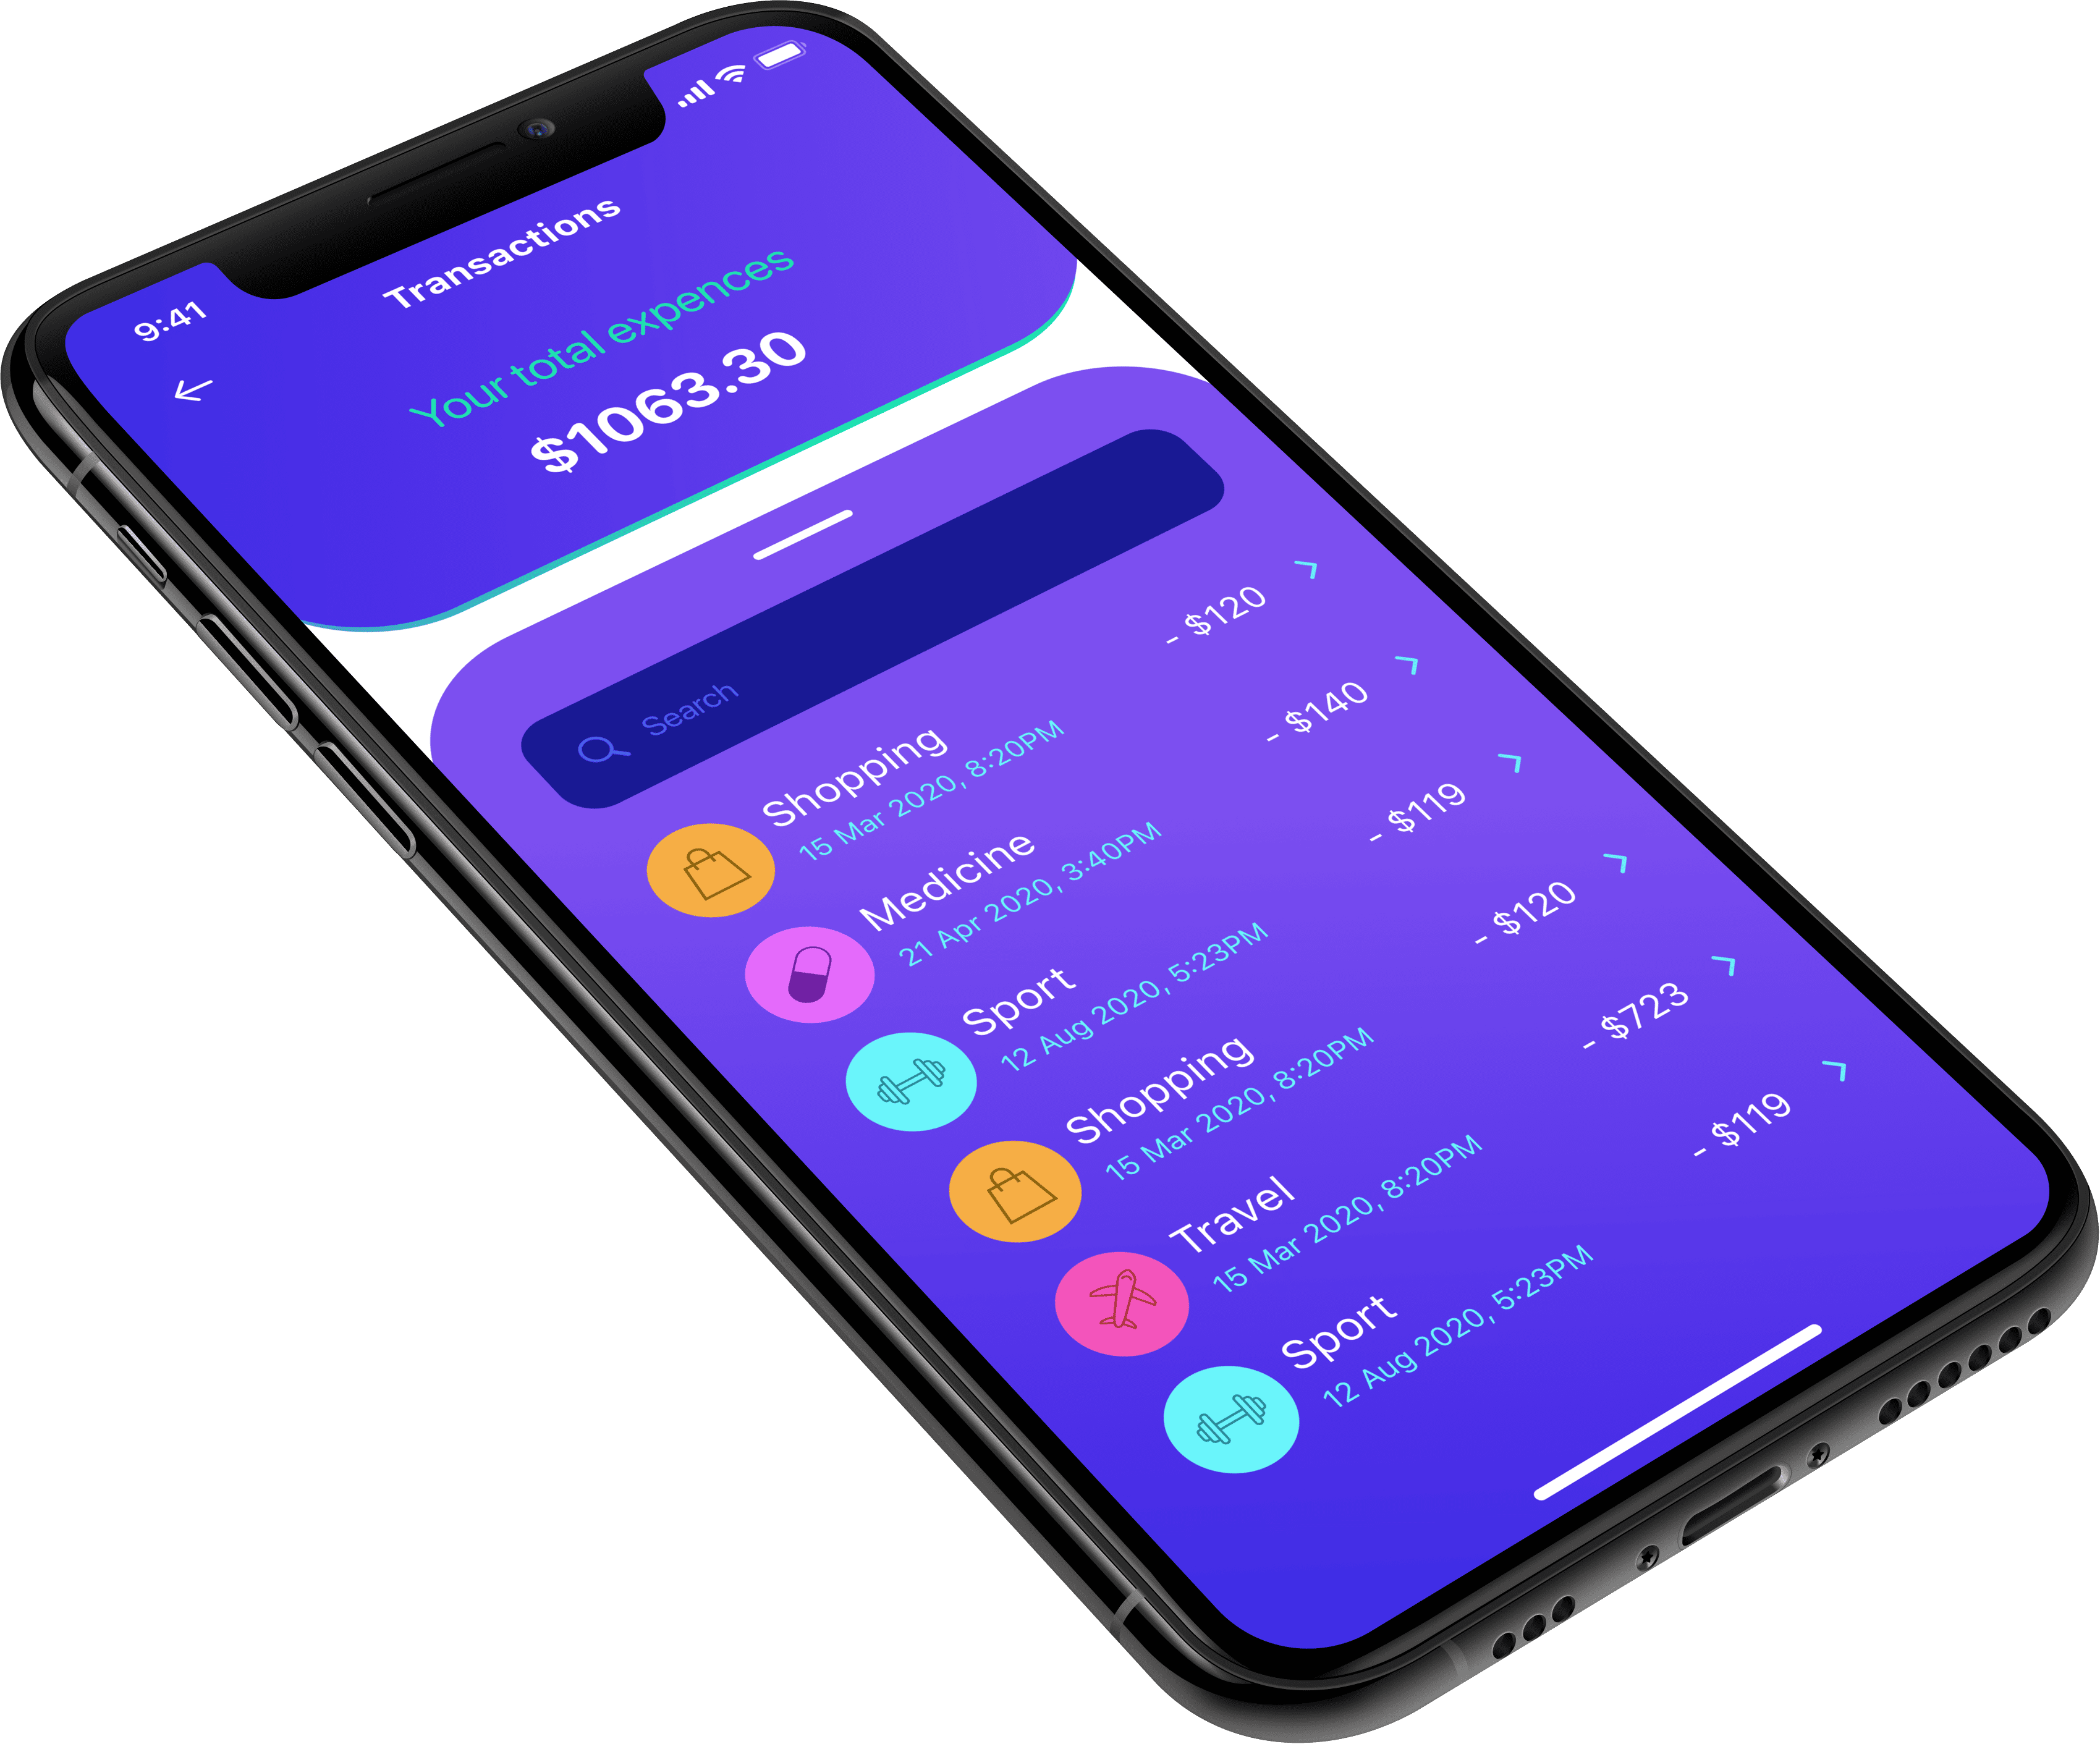 9:41
Transactions
Your total expences
$1063.30
Search
Shopping
15 Mar 2020, 8:20PM
- $120
Medicine
21 Apr 2020, 3:40PM
- $140
Sport
12 Aug 2020, 5:23PM
- $119
Shopping
15 Mar 2020, 8:20PM
- $120
Travel
15 Mar 2020, 8:20PM
- $723
Sport
12 Aug 2020, 5:23PM
- $119